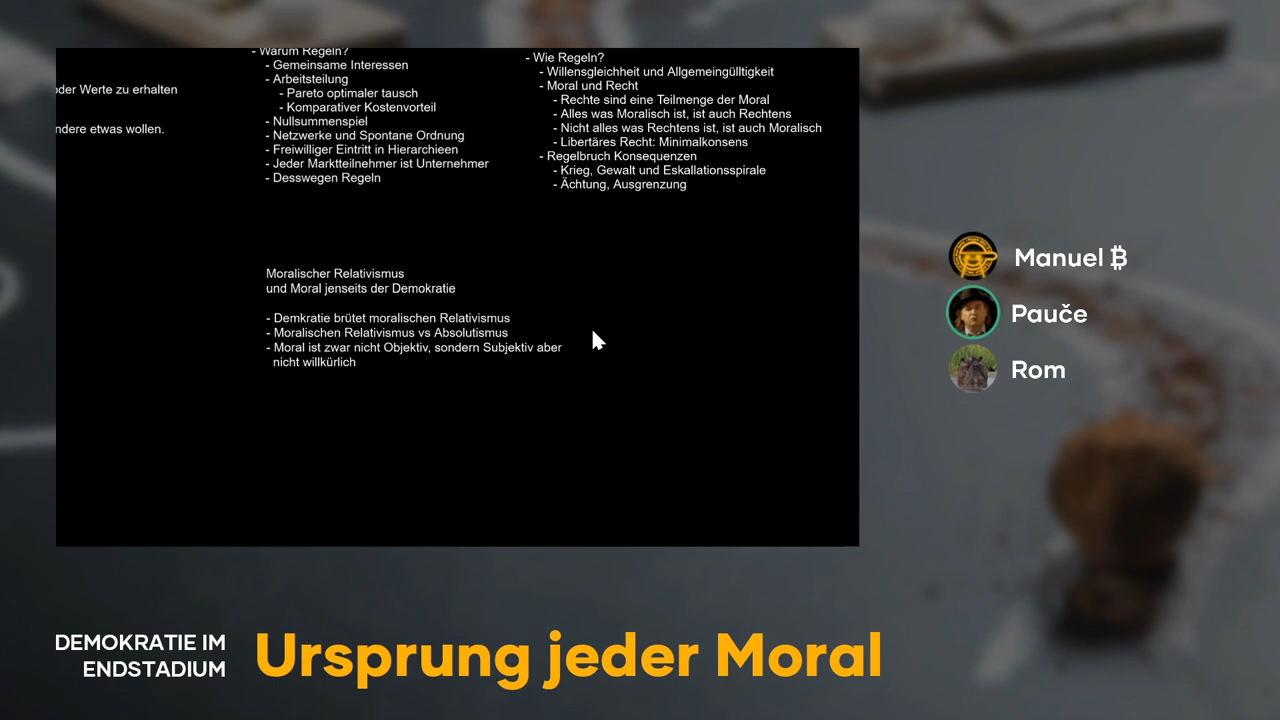 oder Werte zu erhalten
ndere etwas wollen.
- Warum Regeln?
- Gemeinsame Interessen
- Arbeitsteilung
- Pareto optimaler tausch
- Komparativer Kostenvorteil
- Nullsummenspiel
- Netzwerke und Spontane Ordnung
- Freiwilliger Eintritt in Hierarchieen
- Jeder Marktteilnehmer ist Unternehmer
- Desswegen Regeln
- Wie Regeln?
- Willensgleichheit und Allgemeingülltigkeit
- Moral und Recht
- Rechte sind eine Teilmenge der Moral
- Alles was Moralisch ist, ist auch Rechtens
- Nicht alles was Rechtens ist, ist auch Moralisch
- Libertäres Recht: Minimalkonsens
- Regelbruch Konsequenzen
- Krieg, Gewalt und Eskallationsspirale
- Ächtung, Ausgrenzung
Moralischer Relativismus
und Moral jenseits der Demokratie
- Demkratie brütet moralischen Relativismus
- Moralischen Relativismus vs Absolutismus
- Moral ist zwar nicht Objektiv, sondern Subjektiv aber
nicht willkürlich
Manuel ₿
Pauče
Rom
DEMOKRATIE IM
ENDSTADIUM
Ursprung jeder Moral